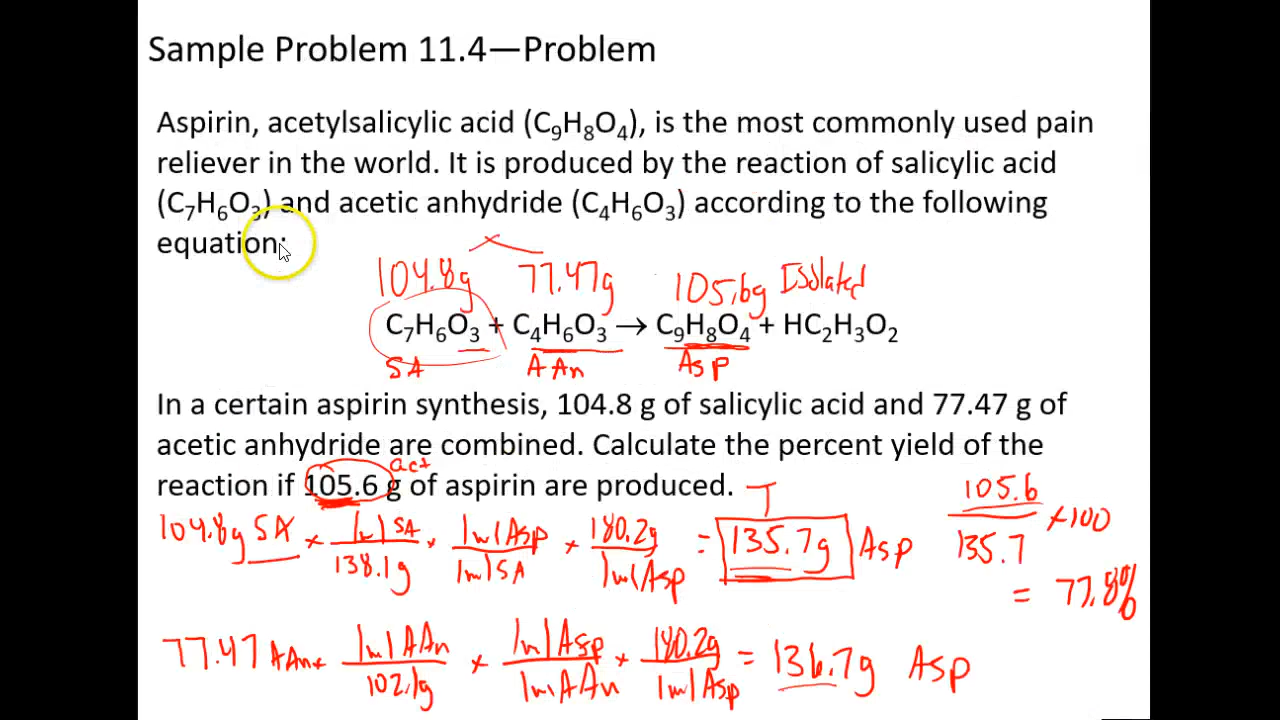 Sample Problem 11.4—Problem
Aspirin, acetylsalicylic acid (C₉H₈O₄), is the most commonly used pain
reliever in the world. It is produced by the reaction of salicylic acid
(C₇H₆O₃) and acetic anhydride (C₄H₆O₃) according to the following
equation:
104.8g 77.47g 105.6g Isolated
C₇H₆O₃ + C₄H₆O₃ → C₉H₈O₄ + HC₂H₃O₂
SA AAn Asp
In a certain aspirin synthesis, 104.8 g of salicylic acid and 77.47 g of
acetic anhydride are combined. Calculate the percent yield of the
act
reaction if 105.6 g of aspirin are produced.
T
104.8g SA × 1mol SA / 138.1g × 1mol Asp / 1mol SA × 180.2g / 1mol Asp = 135.7g Asp
105.6 / 135.7 × 100
= 77.8%
77.47 AAn × 1mol AAn / 102.1g × 1mol Asp / 1mol AAn × 180.2g / 1mol Asp = 136.7g Asp